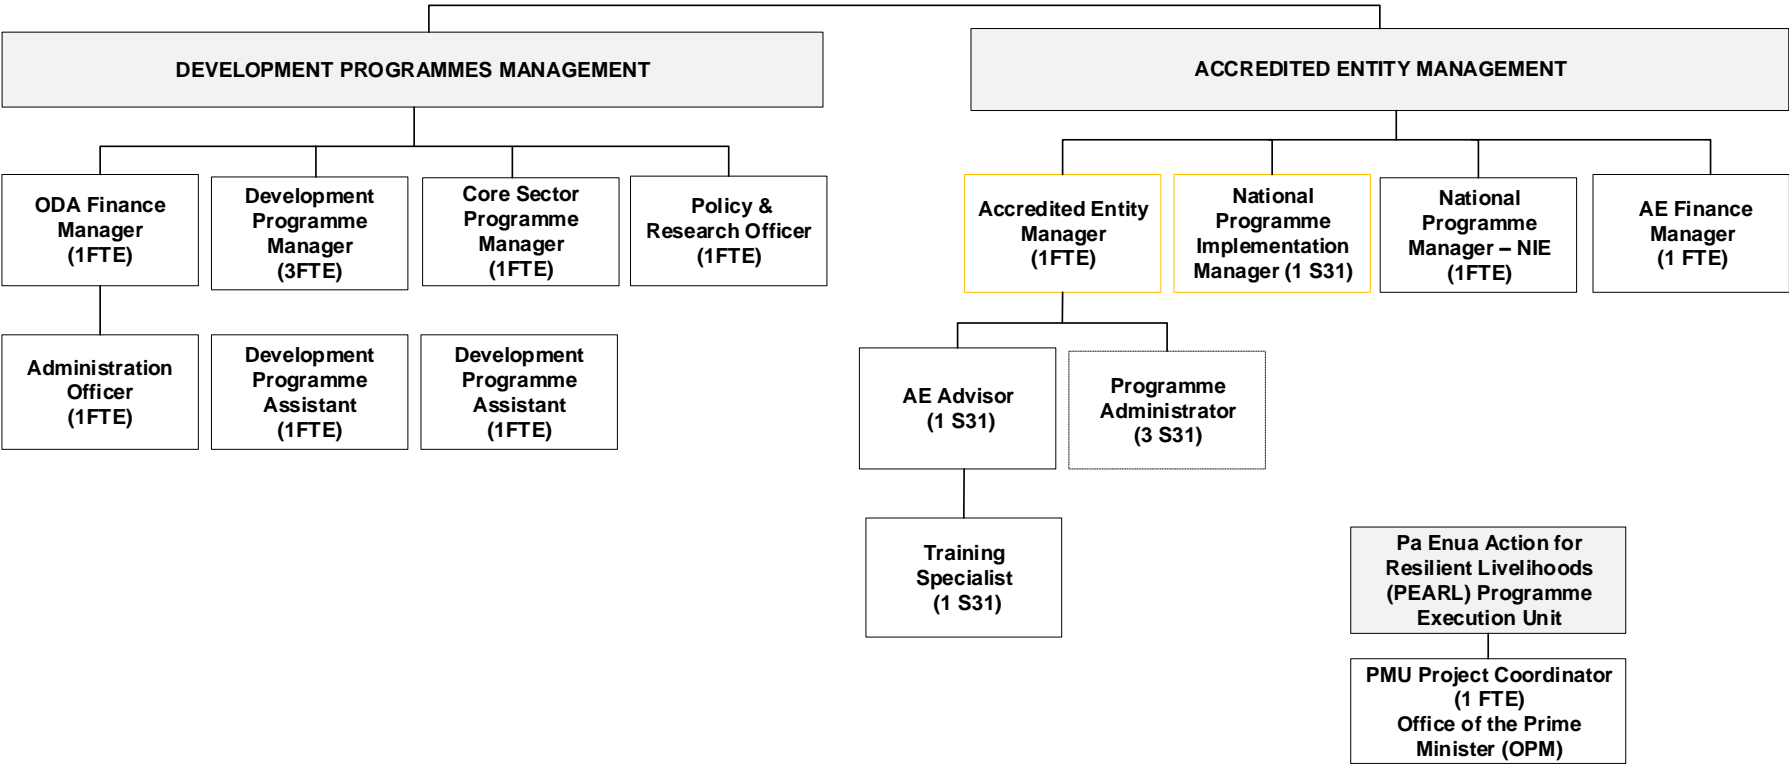 DEVELOPMENT PROGRAMMES MANAGEMENT
ACCREDITED ENTITY MANAGEMENT
ODA Finance
Manager
(1FTE)
Development
Programme
Manager
(3FTE)
Core Sector
Programme
Manager
(1FTE)
Policy &
Research Officer
(1FTE)
Accredited Entity
Manager
(1FTE)
National
Programme
Implementation
Manager (1 S31)
National
Programme
Manager – NIE
(1FTE)
AE Finance
Manager
(1 FTE)
Administration
Officer
(1FTE)
Development
Programme
Assistant
(1FTE)
Development
Programme
Assistant
(1FTE)
AE Advisor
(1 S31)
Programme
Administrator
(3 S31)
Training
Specialist
(1 S31)
Pa Enua Action for
Resilient Livelihoods
(PEARL) Programme
Execution Unit
PMU Project Coordinator
(1 FTE)
Office of the Prime
Minister (OPM)